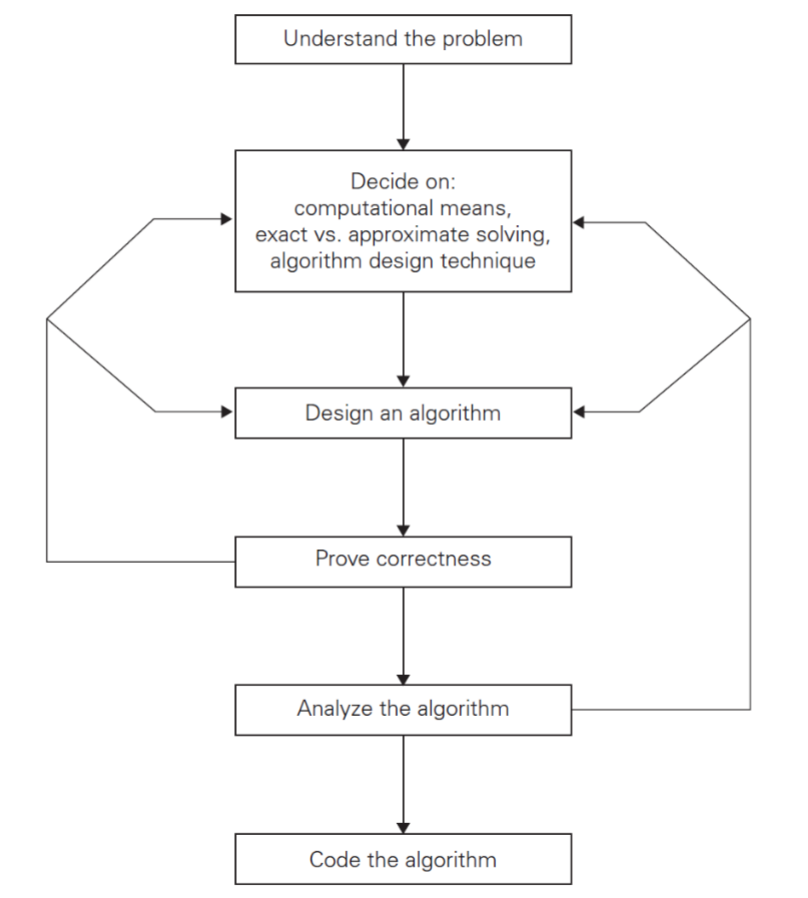 Understand the problem
Decide on:
computational means,
exact vs. approximate solving,
algorithm design technique
Design an algorithm
Prove correctness
Analyze the algorithm
Code the algorithm